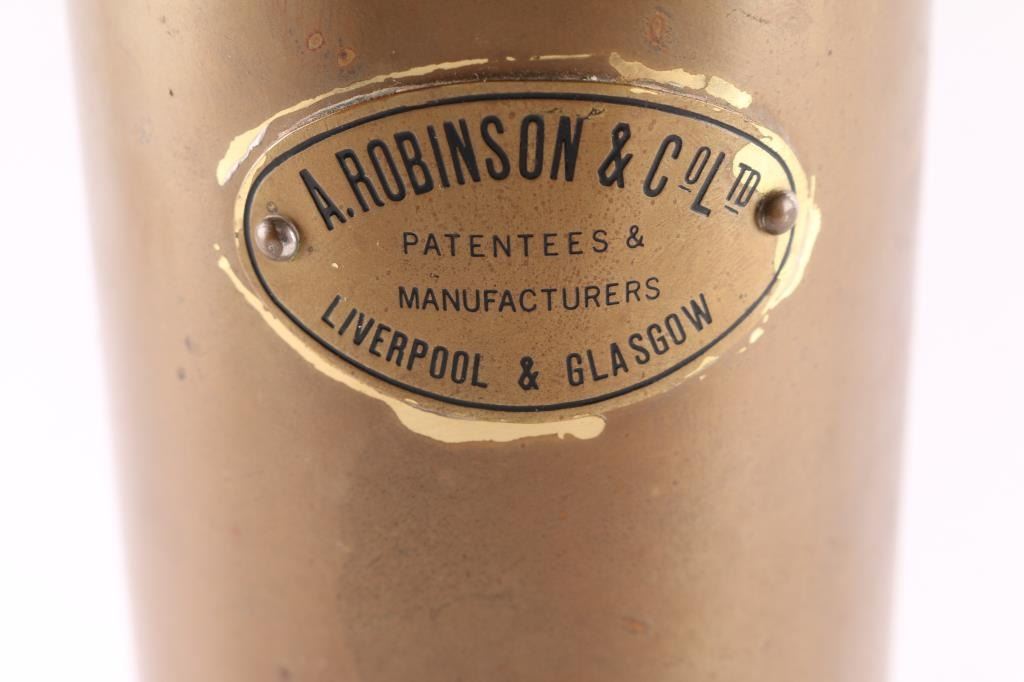 A. ROBINSON & Co LTD
PATENTEES &
MANUFACTURERS
LIVERPOOL & GLASGOW